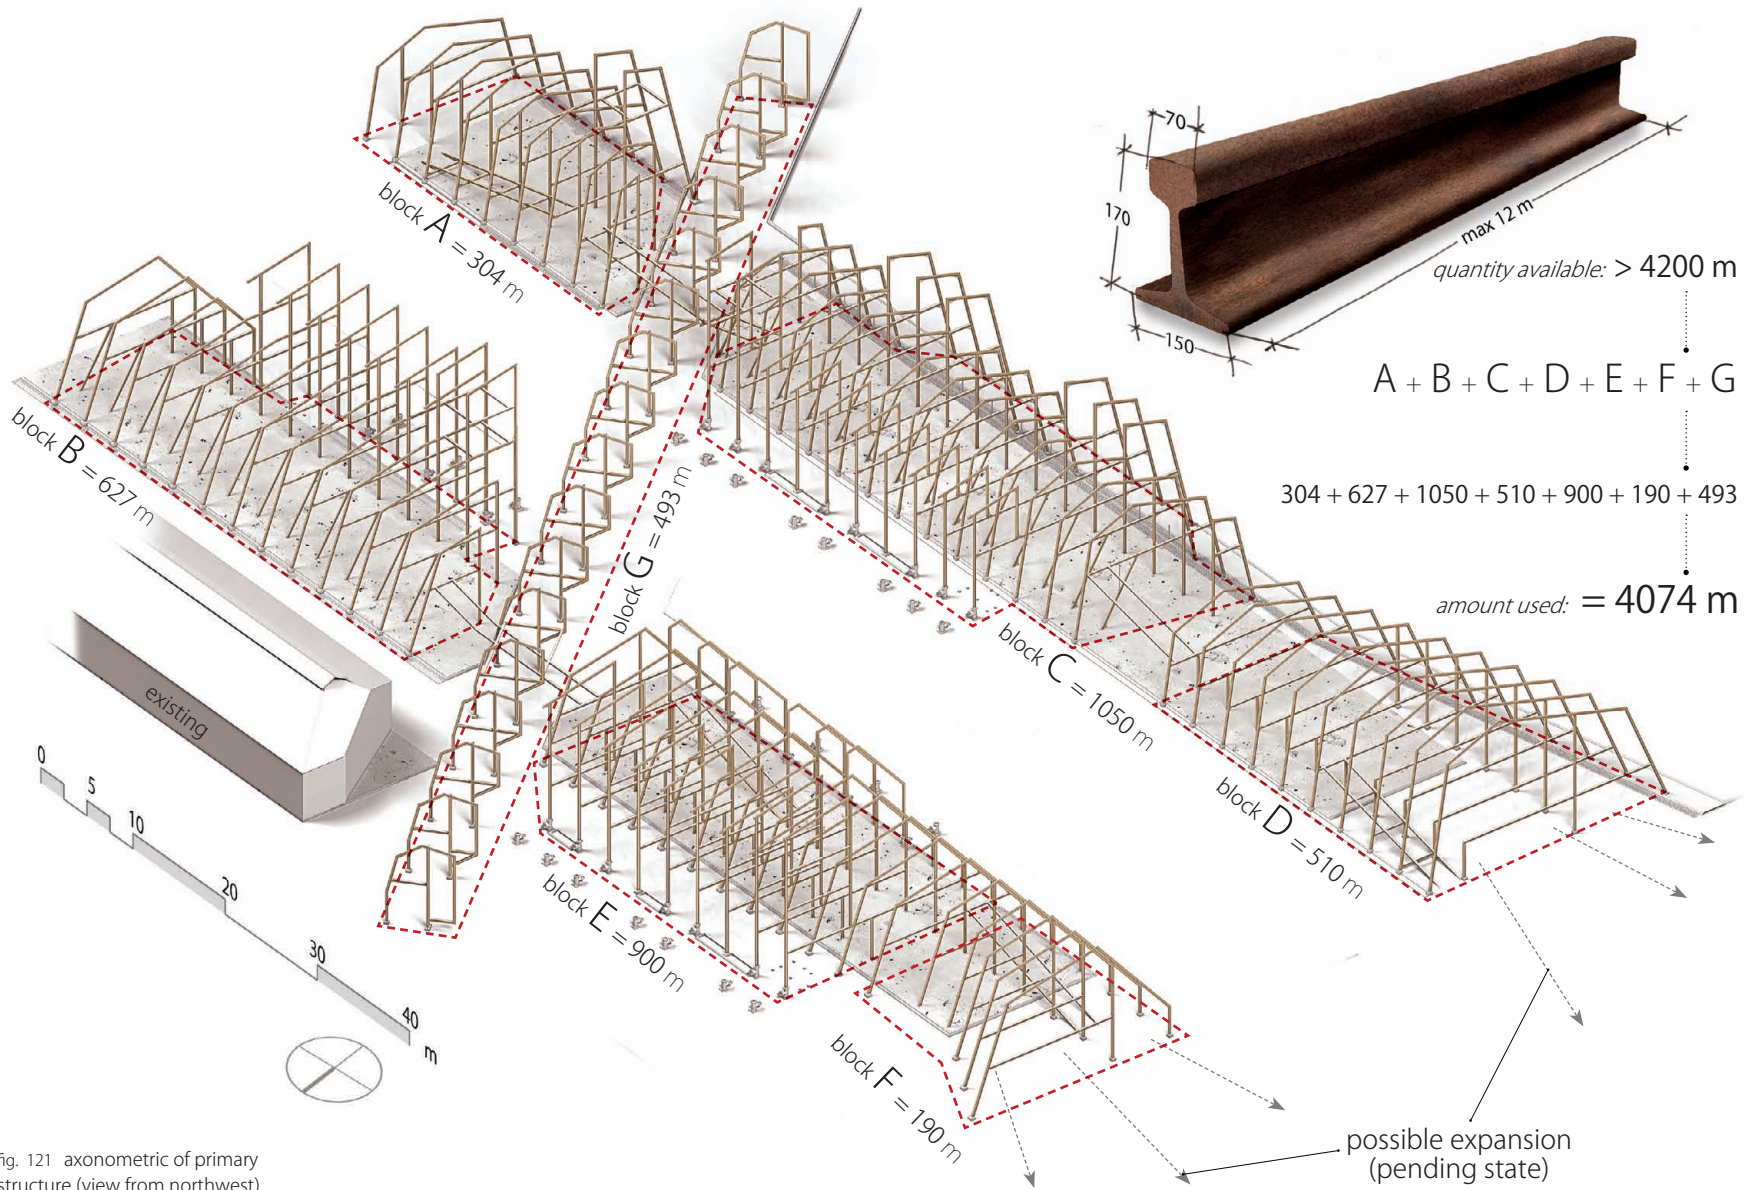 block A = 304 m
block B = 627 m
block G = 493 m
block C = 1050 m
block D = 510 m
block E = 900 m
block F = 190 m
existing
0
5
10
20
30
40
m
70
170
150
max 12 m
quantity available: > 4200 m
A + B + C + D + E + F + G
304 + 627 + 1050 + 510 + 900 + 190 + 493
amount used: = 4074 m
possible expansion
(pending state)
fig. 121 axonometric of primary
structure (view from northwest)